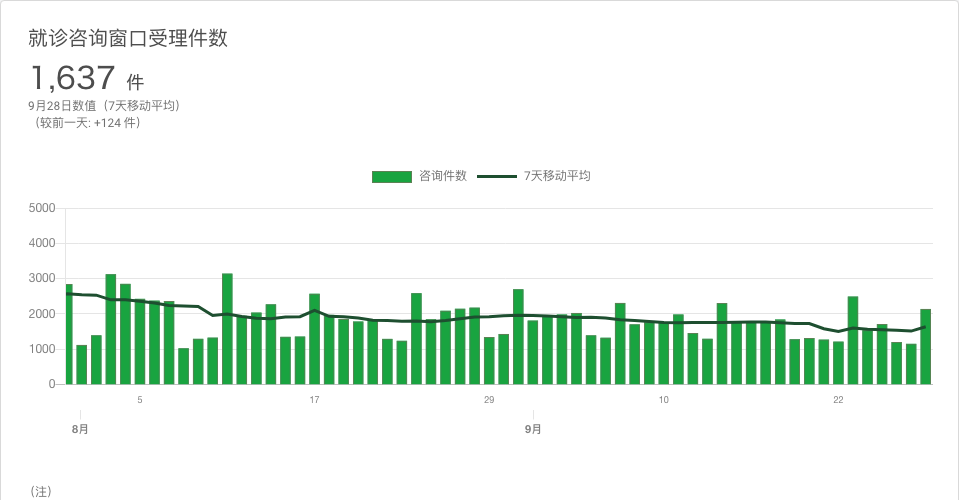 就诊咨询窗口受理件数
1,637 件
9月28日数值（7天移动平均）
（较前一天: +124 件）
咨询件数 7天移动平均
5000
4000
3000
2000
1000
0
5 17 29 10 22
8月 9月
（注）